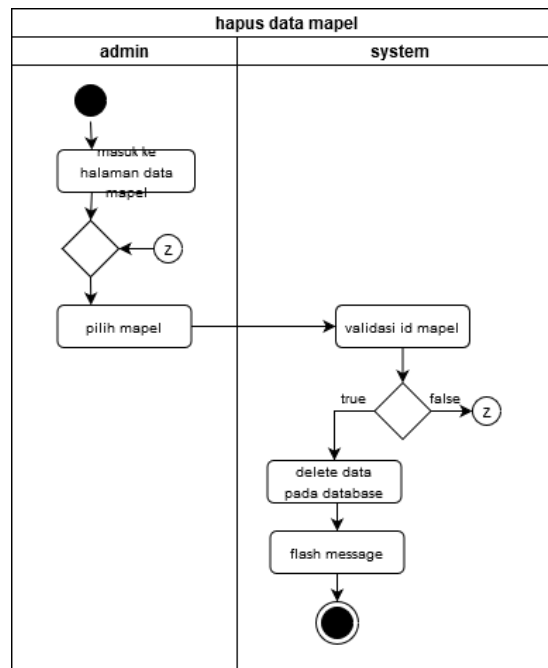 hapus data mapel
admin
system
masuk ke
halaman data
mapel
z
pilih mapel
validasi id mapel
true
false
z
delete data
pada database
flash message